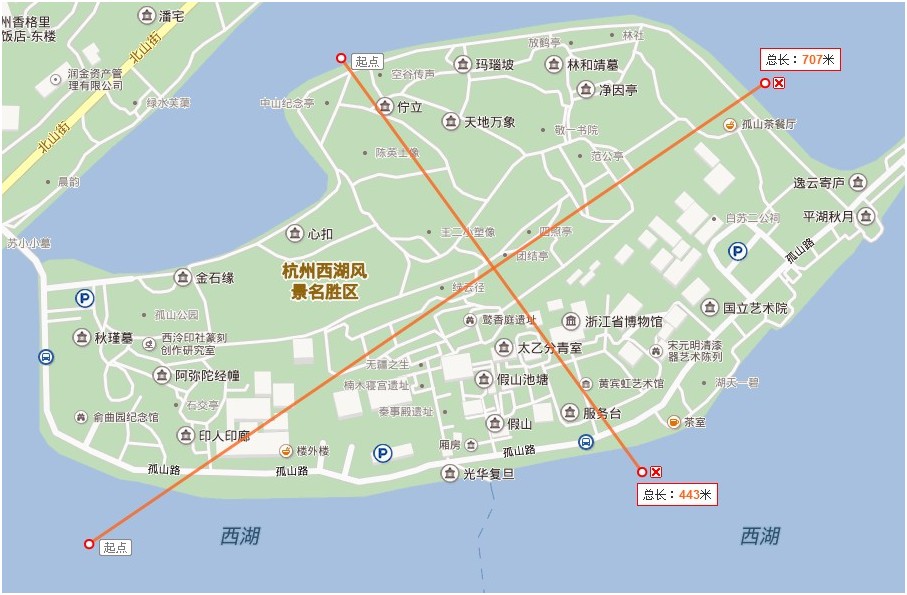 潘宅
州香格里
饭店-东楼
北山街
林社
放鹤亭
起点
总长：707米
润金资产管
理有限公司
空谷传声
玛瑙坡
林和靖墓
净因亭
绿水芙蕖
中山纪念亭
伫立
天地万象
孤山茶餐厅
敬一书院
北山街
陈英士像
范公亭
晨韵
逸云寄庐
平湖秋月
苏小小墓
心扣
王二小塑像
四照亭
吕苏二公祠
孤山路
团结亭
杭州西湖风
景名胜区
金石缘
绿云径
P
P
孤山公园
鹫香庭遗址
浙江省博物馆
国立艺术院
秋瑾墓
西泠印社篆刻
创作研究室
太乙分青室
宋元明清漆
器艺术陈列
无疆之生
阿弥陀经幢
楠木寝宫遗址
假山池塘
黄宾虹艺术馆
湖天一碧
石交亭
俞曲园纪念馆
奏事殿遗址
服务台
茶室
印人印廊
假山
楼外楼
P
厢房
孤山路
孤山路
孤山路
光华复旦
总长：443米
西湖
西湖
起点